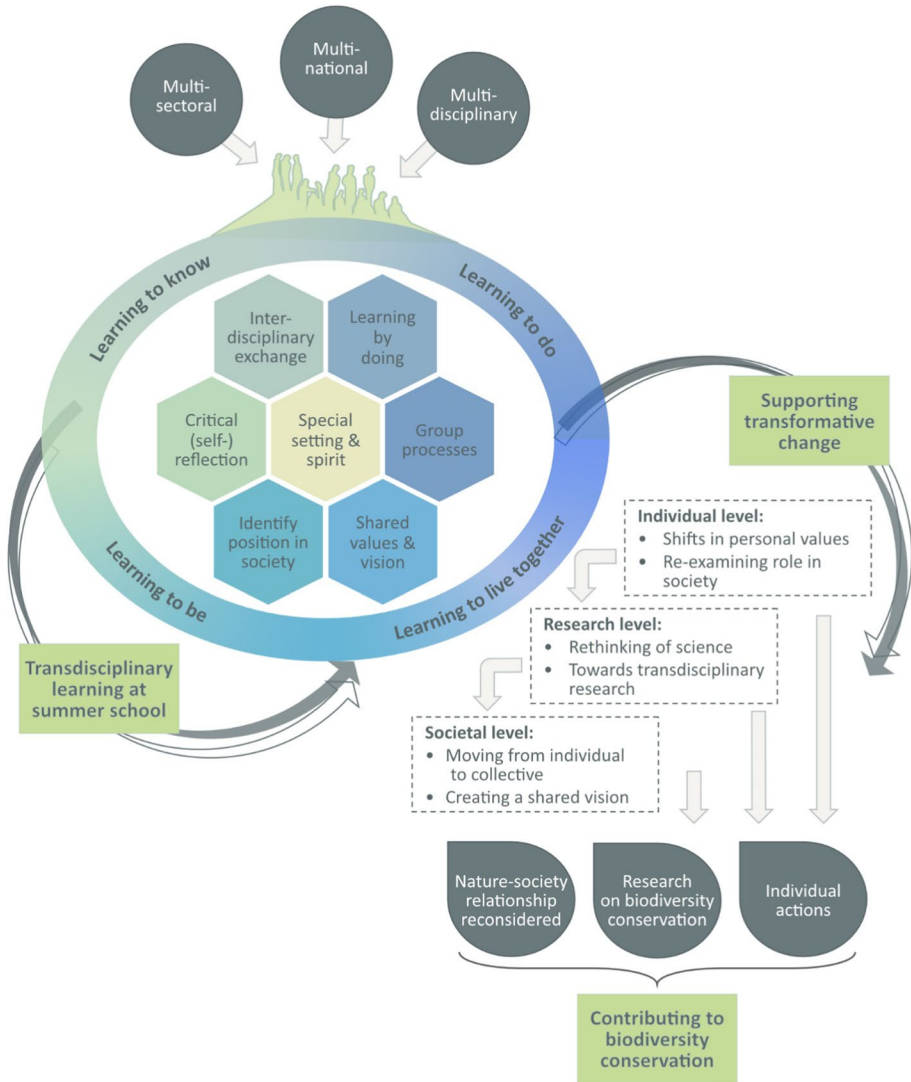 Multi-
sectoral
Multi-
national
Multi-
disciplinary
Learning to know
Learning to do
Inter-
disciplinary
exchange
Learning
by
doing
Critical
(self-)
reflection
Special
setting &
spirit
Group
processes
Identify
position in
society
Shared
values &
vision
Learning to be
Learning to live together
Transdisciplinary
learning at
summer school
Supporting
transformative
change
Individual level:
• Shifts in personal values
• Re-examining role in
society
Research level:
• Rethinking of science
• Towards transdisciplinary
research
Societal level:
• Moving from individual
to collective
• Creating a shared vision
Nature-society
relationship
reconsidered
Research
on biodiversity
conservation
Individual
actions
Contributing to
biodiversity
conservation